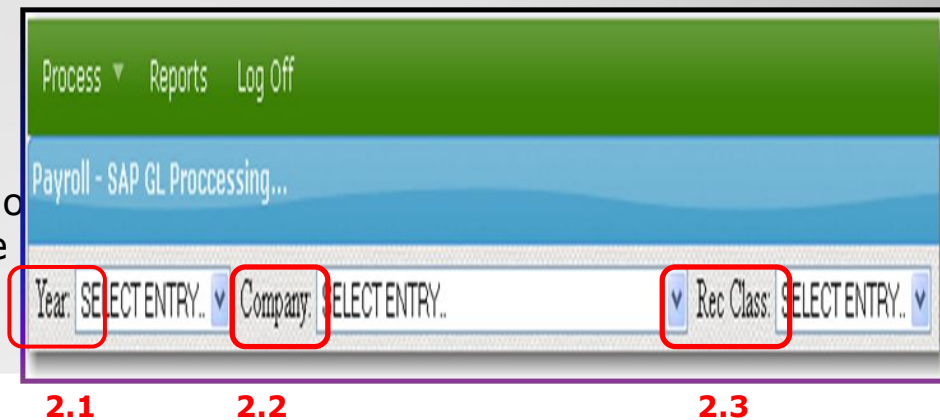 Process Reports Log Off
Payroll - SAP GL Proccessing...
o
e
Year: SELECT ENTRY.. Company: SELECT ENTRY.. Rec Class: SELECT ENTRY..
2.1 2.2 2.3